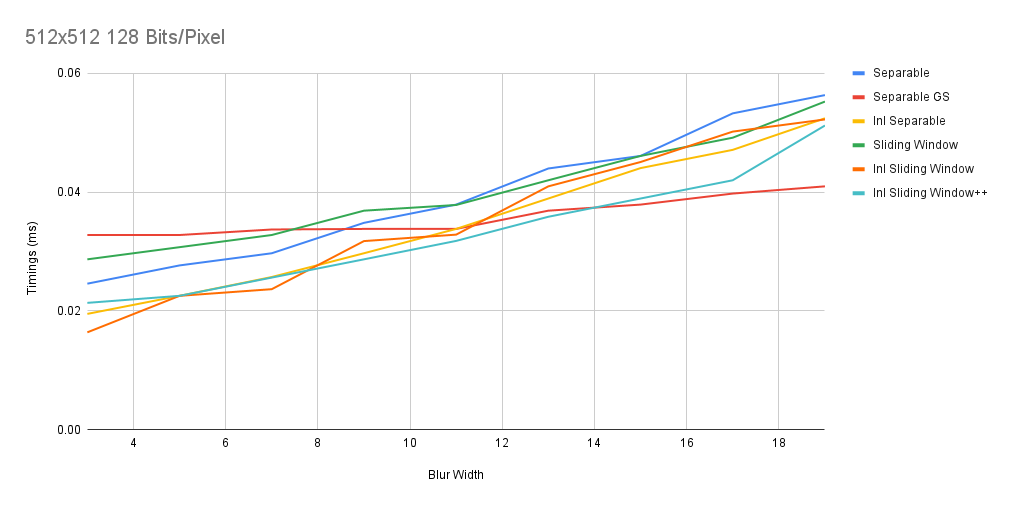 512x512 128 Bits/Pixel
0.06
0.04
0.02
0.00
Timings (ms)
4 6 8 10 12 14 16 18
Blur Width
Separable
Separable GS
Inl Separable
Sliding Window
Inl Sliding Window
Inl Sliding Window++